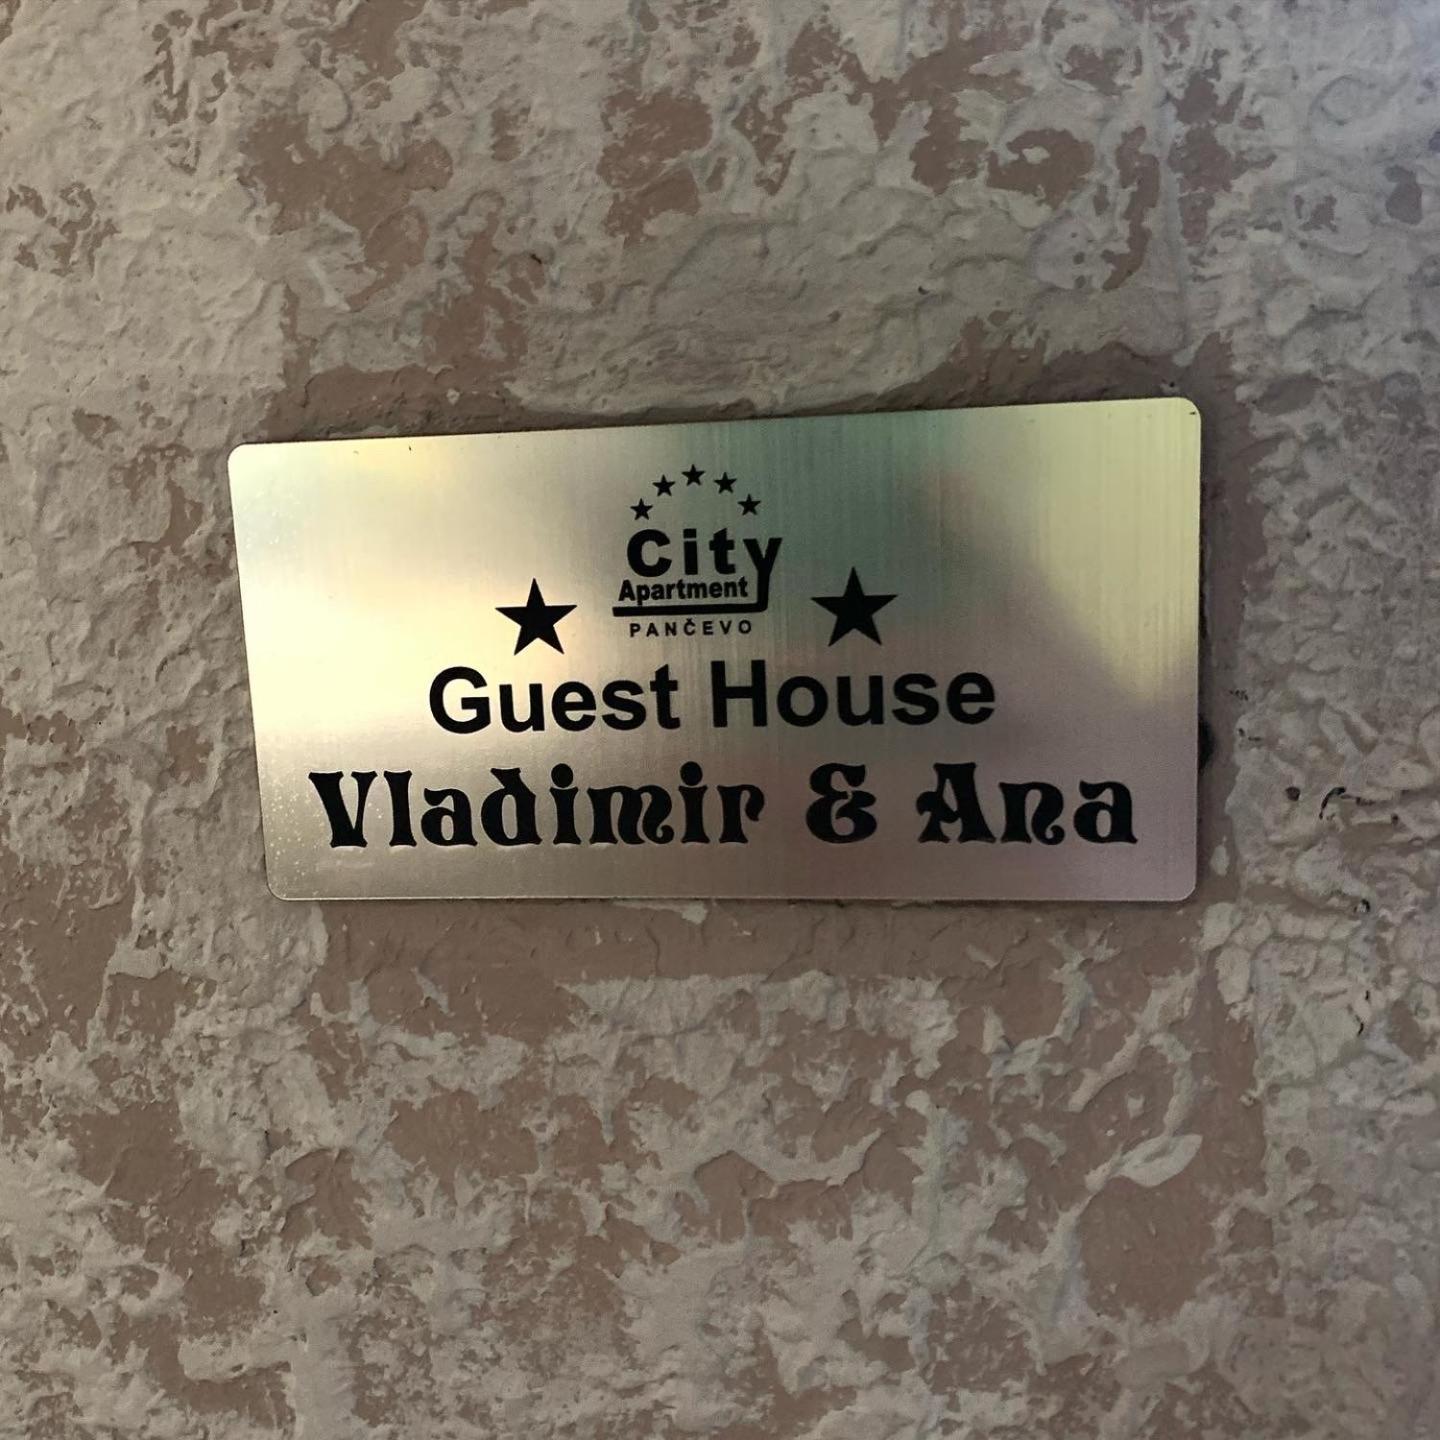 City
Apartment
PANČEVO
Guest House
Vladimir & Ana